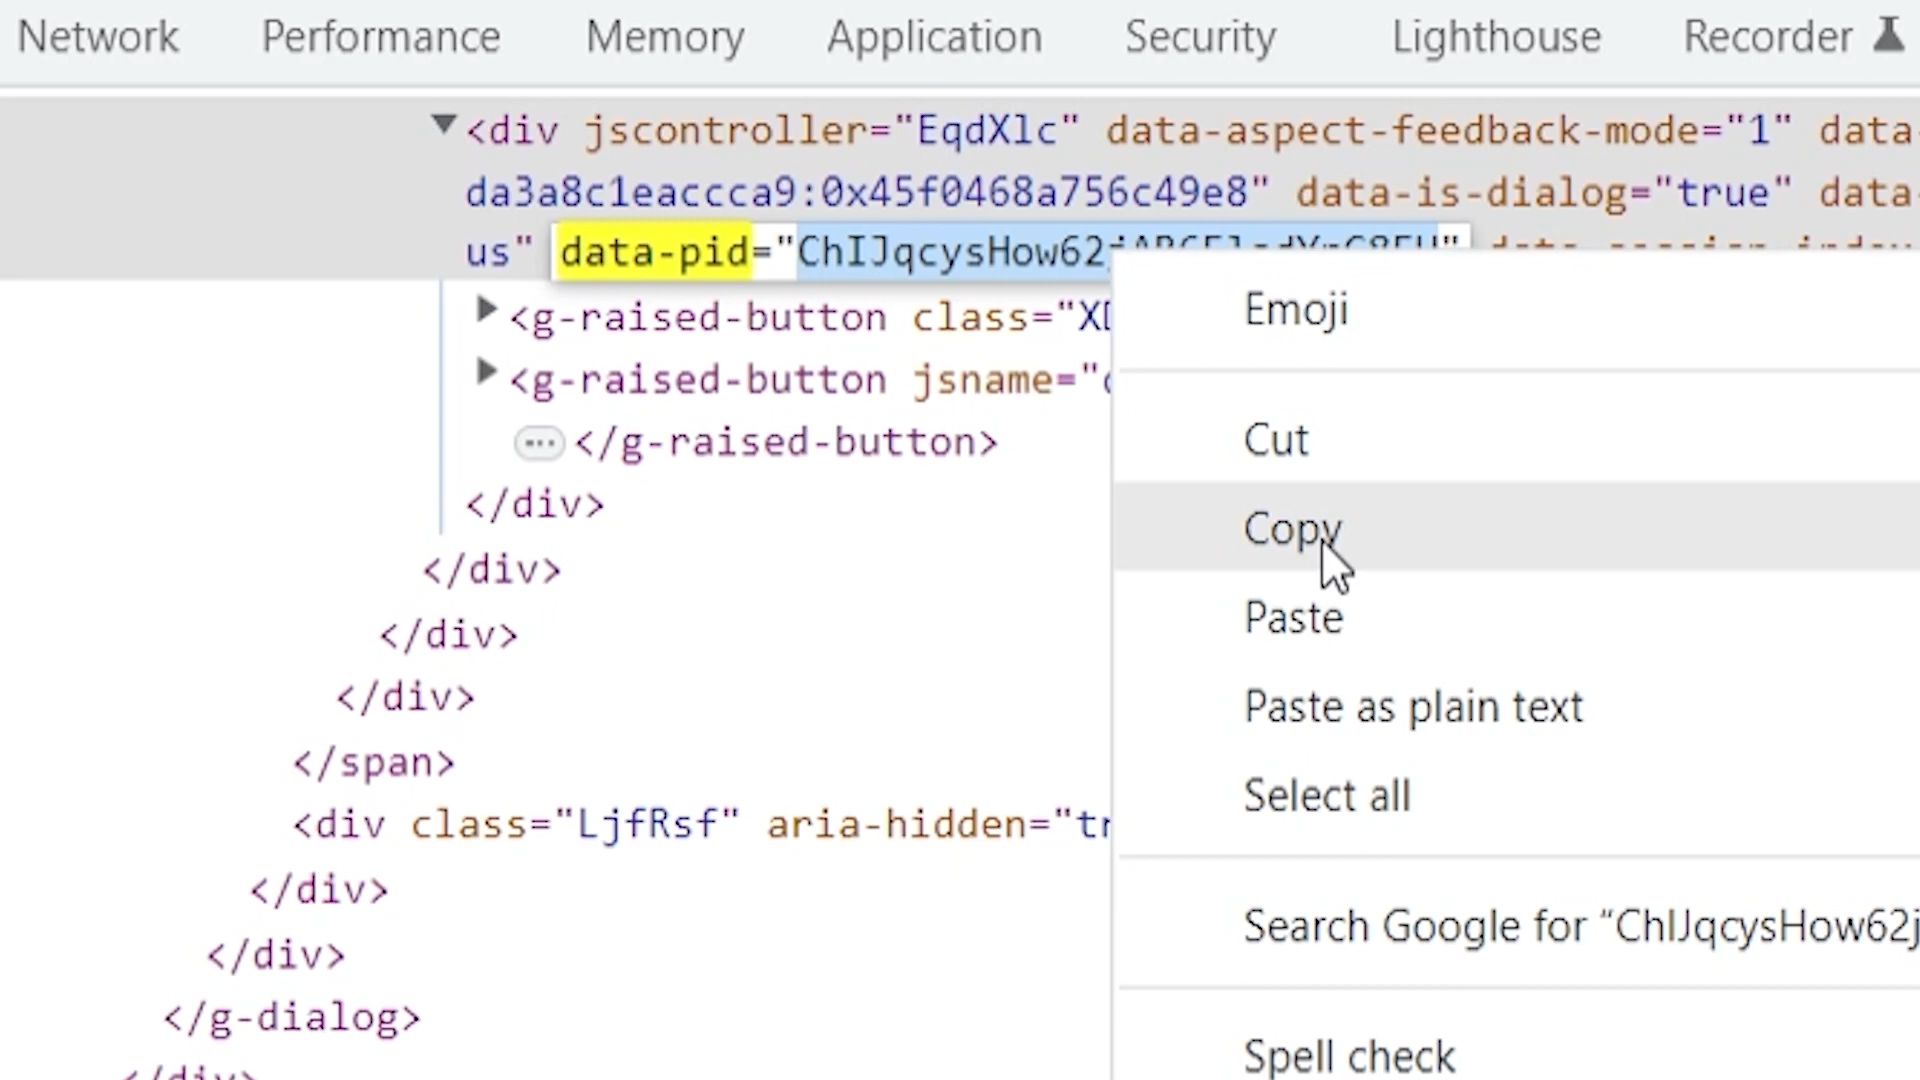 Network Performance Memory Application Security Lighthouse Recorder
<div jscontroller="EqdXlc" data-aspect-feedback-mode="1" data-
da3a8c1eaccca9:0x45f0468a756c49e8" data-is-dialog="true" data-
us" data-pid="ChIJqcysHow62
<g-raised-button class="XD
<g-raised-button jsname="
··· </g-raised-button>
</div>
</div>
</div>
</div>
</span>
<div class="LjfRsf" aria-hidden="tr
</div>
</div>
</g-dialog>
</div>
Emoji
Cut
Copy
Paste
Paste as plain text
Select all
Search Google for “ChIJqcysHow62j
Spell check